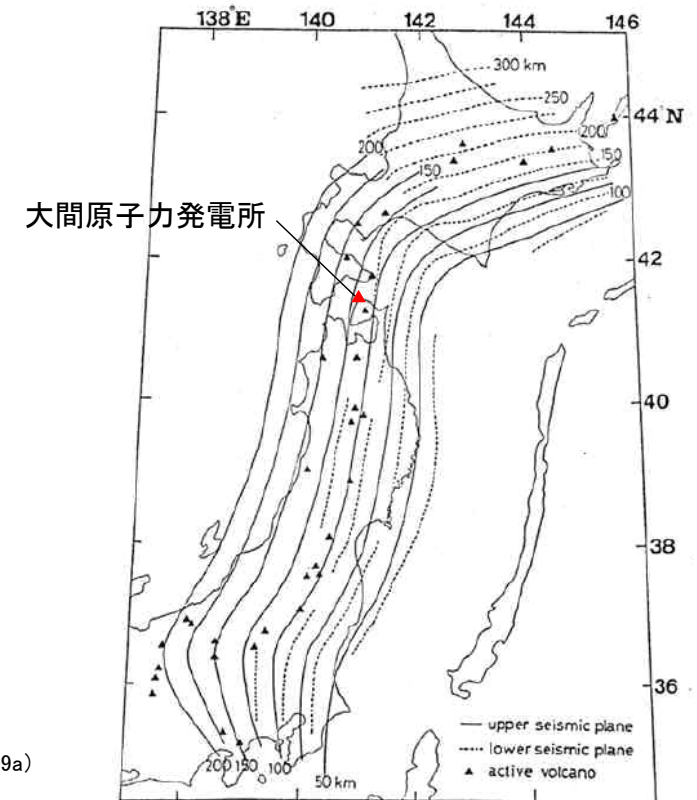 138°E 140 142 144 146
300 km
250
44°N
200
200
150
150
100
大間原子力発電所
42
40
38
36
upper seismic plane
lower seismic plane
active volcano
9a)
200 150 100
50 km